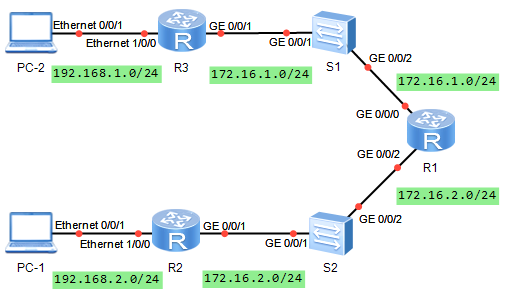 Ethernet 0/0/1
Ethernet 1/0/0
GE 0/0/1
GE 0/0/1
PC-2
R
R3
S1
192.168.1.0/24
172.16.1.0/24
GE 0/0/2
172.16.1.0/24
GE 0/0/0
R
R1
GE 0/0/2
172.16.2.0/24
Ethernet 0/0/1
Ethernet 1/0/0
GE 0/0/1
GE 0/0/1
GE 0/0/2
PC-1
R
R2
S2
192.168.2.0/24
172.16.2.0/24